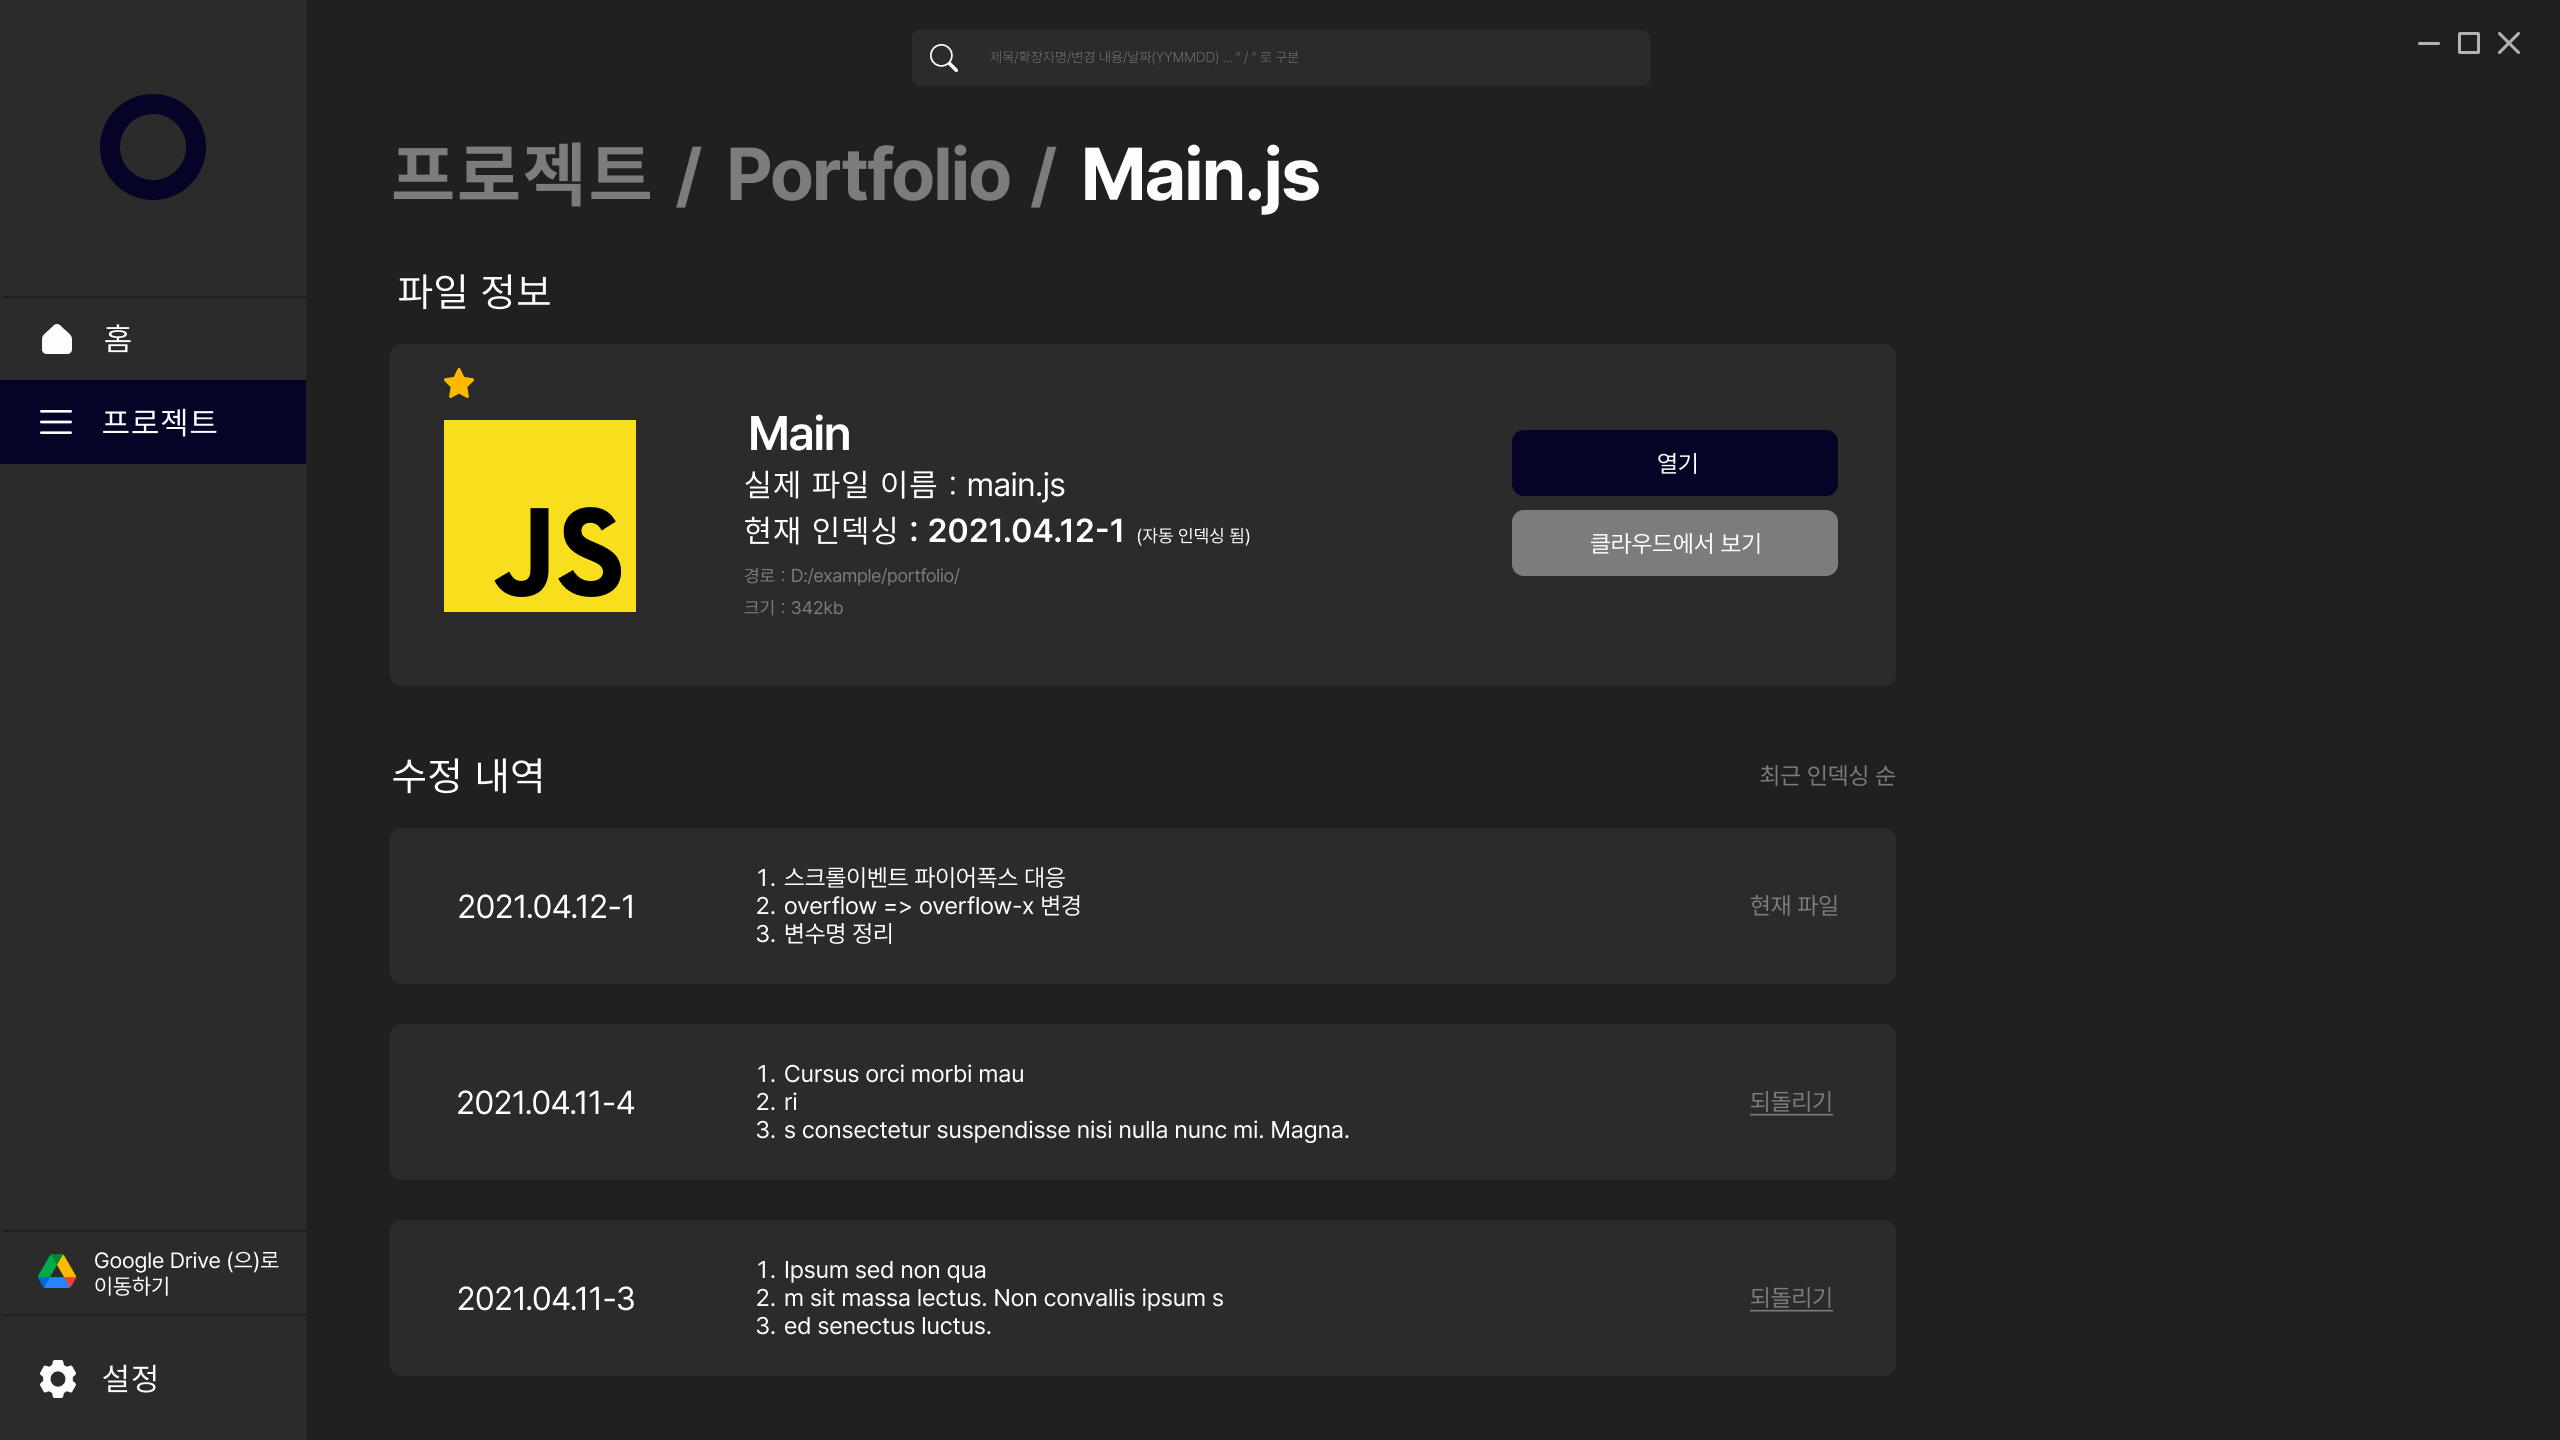 제목/확장자명/변경 내용/날짜(YYMMDD) ... " / " 로 구분
프로젝트 / Portfolio / Main.js
홈
프로젝트
파일 정보
JS
Main
실제 파일 이름 : main.js
현재 인덱싱 : 2021.04.12-1 (자동 인덱싱 됨)
경로 : D:/example/portfolio/
크기 : 342kb
열기
클라우드에서 보기
수정 내역
최근 인덱싱 순
2021.04.12-1
1. 스크롤이벤트 파이어폭스 대응
2. overflow => overflow-x 변경
3. 변수명 정리
현재 파일
2021.04.11-4
1. Cursus orci morbi mau
2. ri
3. s consectetur suspendisse nisi nulla nunc mi. Magna.
되돌리기
2021.04.11-3
1. Ipsum sed non qua
2. m sit massa lectus. Non convallis ipsum s
3. ed senectus luctus.
되돌리기
Google Drive (으)로
이동하기
설정